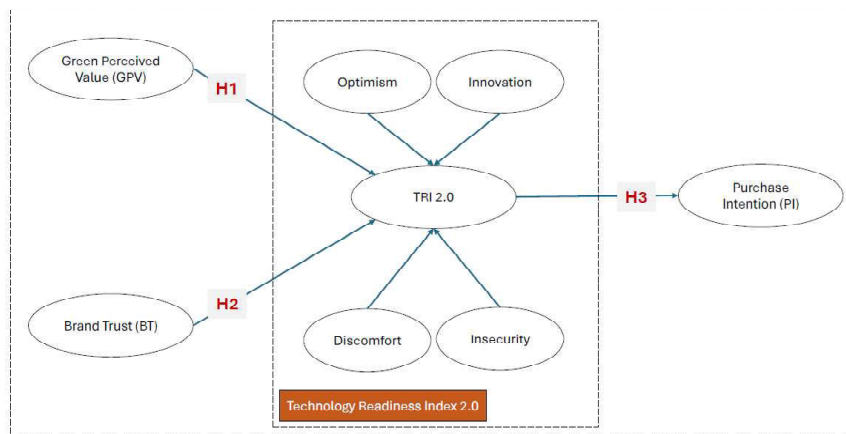 Green Perceived
Value (GPV)
H1
Optimism
Innovation
TRI 2.0
H3
Purchase
Intention (PI)
H2
Brand Trust (BT)
Discomfort
Insecurity
Technology Readiness Index 2.0